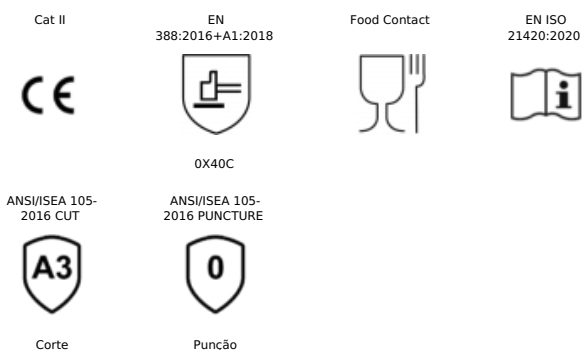 Cat II
EN
388:2016+A1:2018
Food Contact
EN ISO
21420:2020
CE
i
0X40C
ANSI/ISEA 105-
2016 CUT
ANSI/ISEA 105-
2016 PUNCTURE
A3
0
Corte
Punção